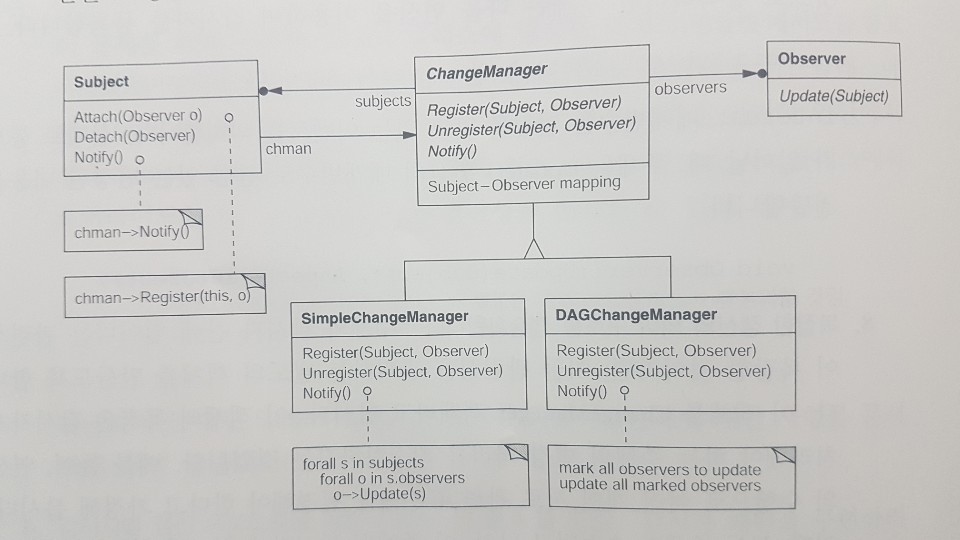 Subject
Attach(Observer o)
Detach(Observer)
Notify()
chman->Notify()
chman->Register(this, o)
subjects
chman
ChangeManager
Register(Subject, Observer)
Unregister(Subject, Observer)
Notify()
Subject-Observer mapping
observers
Observer
Update(Subject)
SimpleChangeManager
Register(Subject, Observer)
Unregister(Subject, Observer)
Notify()
forall s in subjects
forall o in s.observers
o->Update(s)
DAGChangeManager
Register(Subject, Observer)
Unregister(Subject, Observer)
Notify()
mark all observers to update
update all marked observers